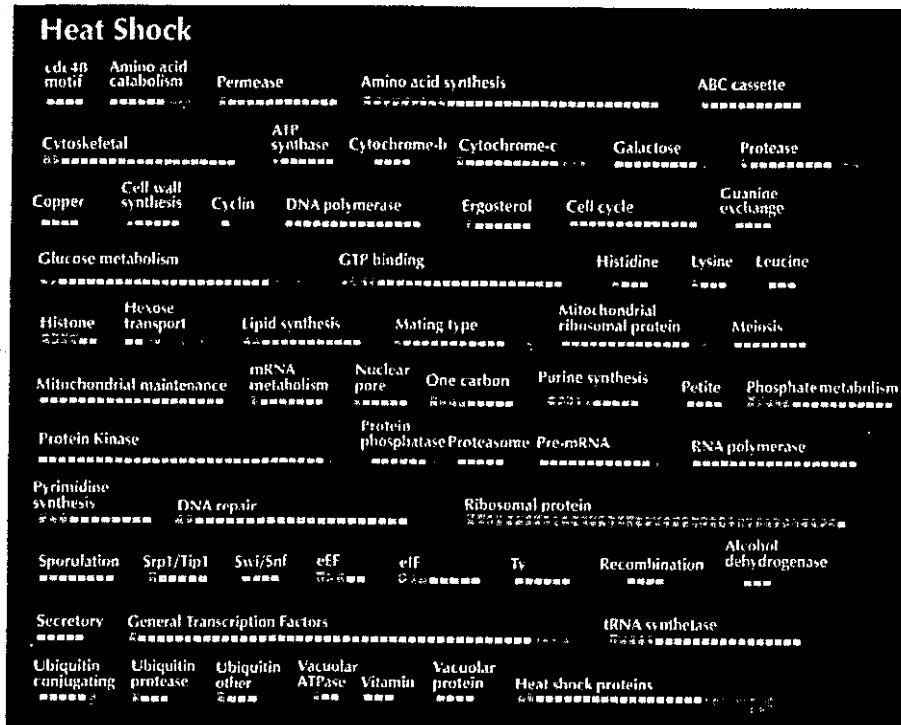 Heat Shock
cdc48 motif
Amino acid catabolism
Permease
Amino acid synthesis
ABC cassette
Cytoskefetal
ATP synthase
Cytochrome-b
Cytochrome-c
Galactose
Protease
Copper
Cell wall synthesis
Cyclin
DNA polymerase
Ergosterol
Cell cycle
Guanine exchange
Glucose metabolism
GTP binding
Histidine
Lysine
Leucine
Histone
Hexose transport
Lipid synthesis
Mating type
Mitochondrial ribosomal protein
Meiosis
Mitochondrial maintenance
mRNA metabolism
Nuclear pore
One carbon
Purine synthesis
Petite
Phosphate metabolism
Protein Kinase
Protein phosphatase
Proteasome
Pre-mRNA
RNA polymerase
Pyrimidine synthesis
DNA repair
Ribosomal protein
Sporulation
Srp1/Tip1
Swi/Snf
eEF
eIF
Ty
Recombination
Alcohol dehydrogenase
Secretory
General Transcription Factors
tRNA synthetase
Ubiquitin conjugating
Ubiquitin protease
Ubiquitin other
Vacuolar ATPase
Vitamin
Vacuolar protein
Heat shock proteins